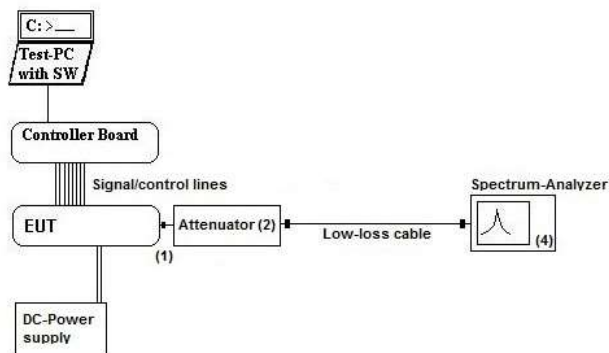 C: >__
Test-PC
with SW
Controller Board
Signal/control lines
Spectrum-Analyzer
EUT
Attenuator (2)
Low-loss cable
(4)
(1)
DC-Power
supply